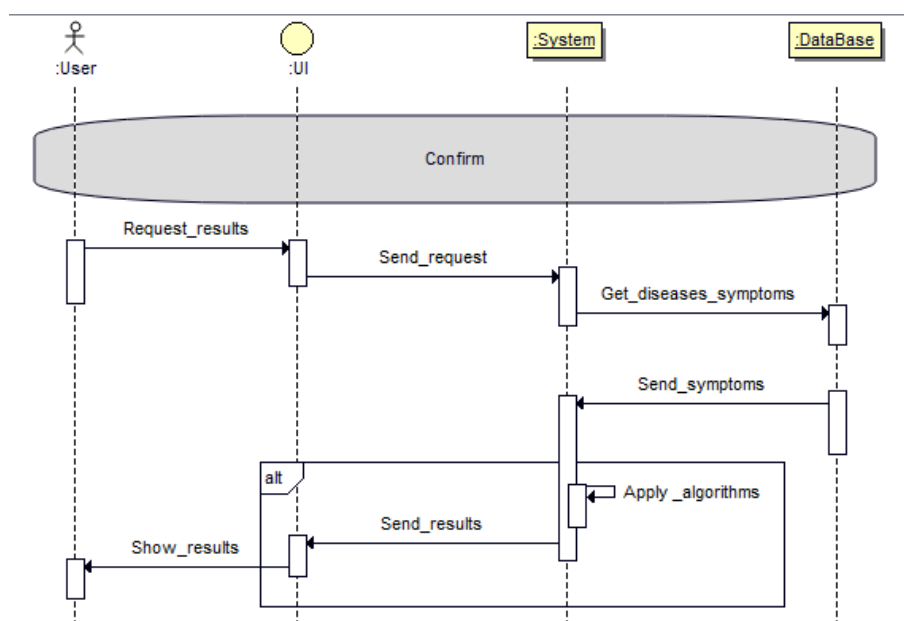 :User
:UI
:System
:DataBase
Confirm
Request_results
Send_request
Get_diseases_symptoms
Send_symptoms
alt
Apply _algorithms
Send_results
Show_results